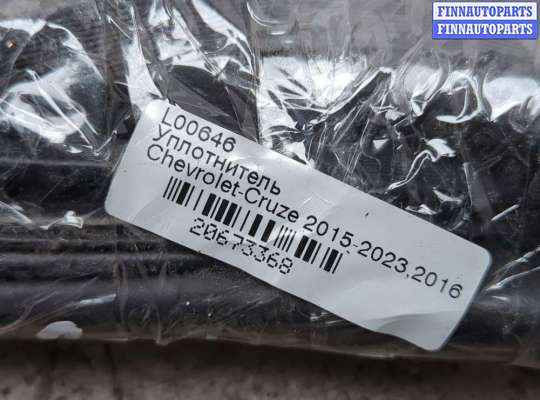 FINNAUTOPARTS
FINNAUTOPARTS
L00646
Уплотнитель
Chevrolet-Cruze 2015-2023,2016
20673368